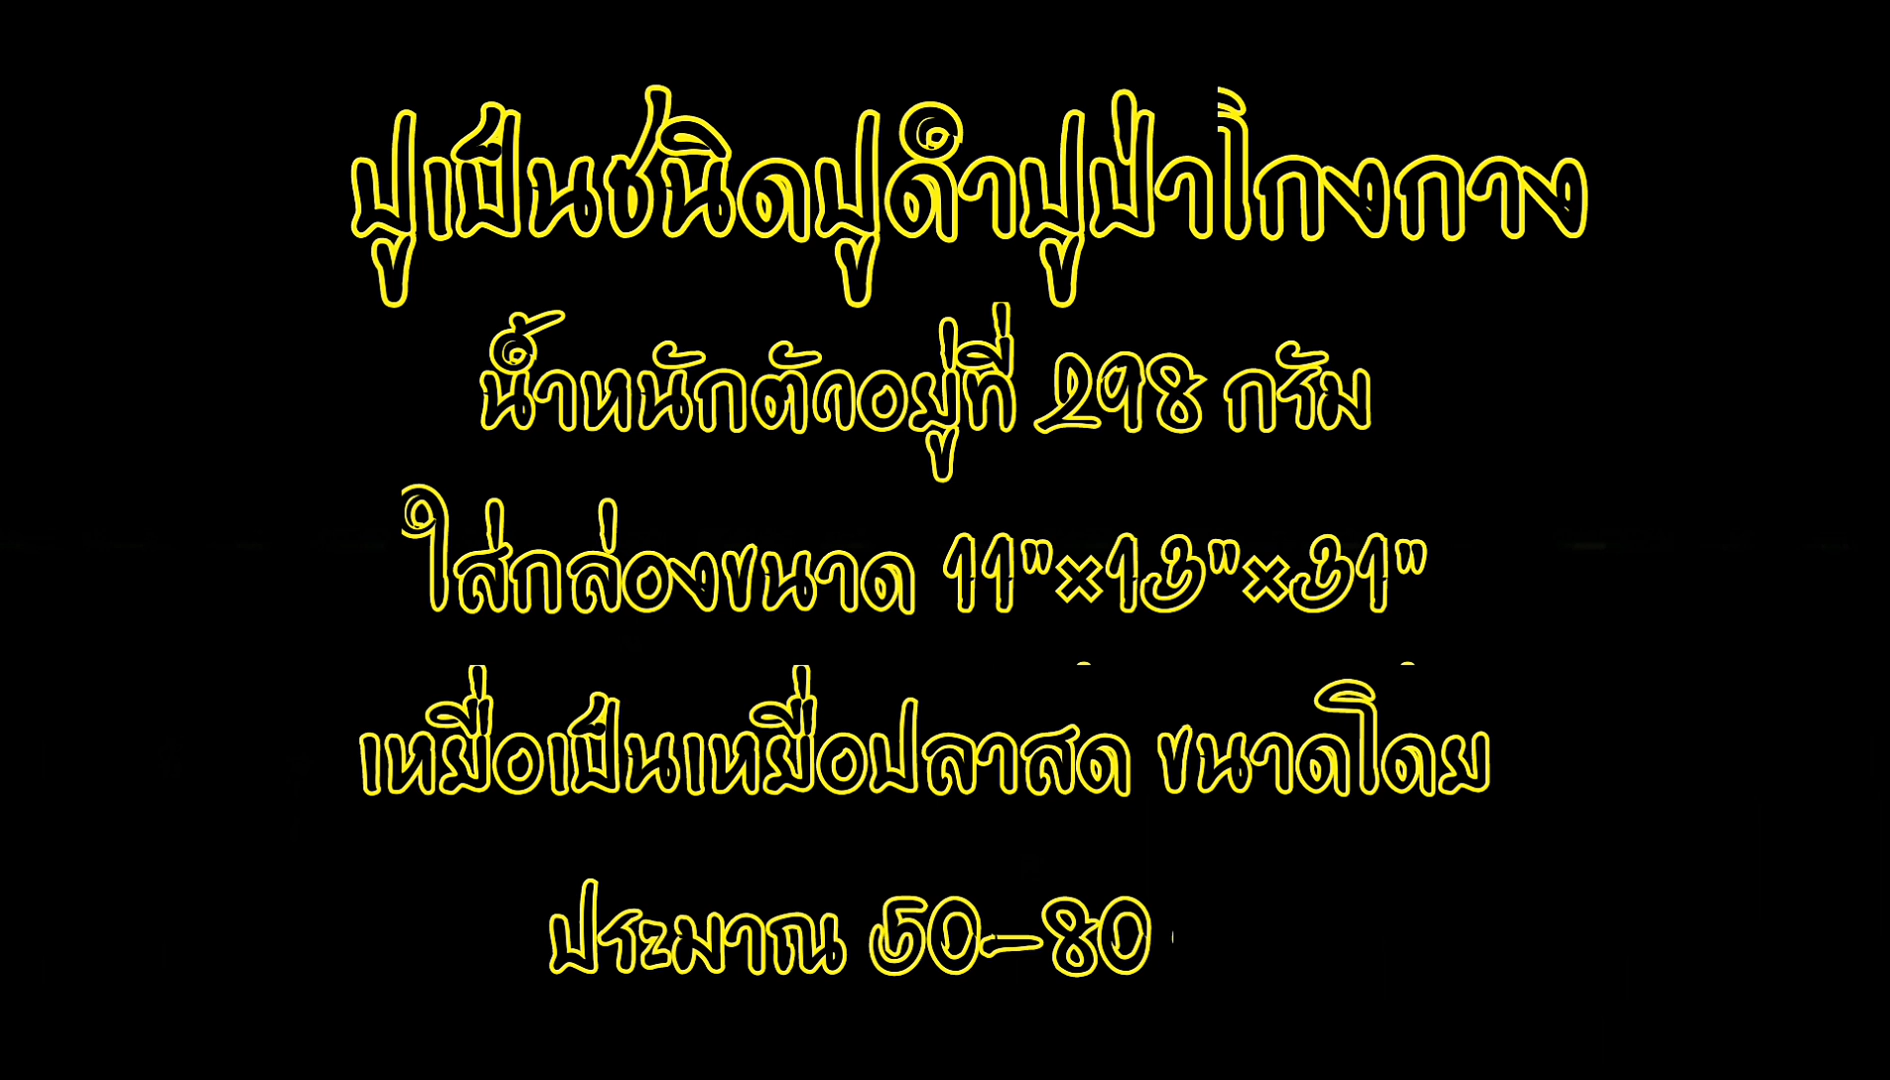 ปูเป็นชนิดปูดำปูป่าโกงกาง
น้ำหนักตัวอยู่ที่ 298 กรัม
ใส่กล่องขนาด 11"×13"×31"
เหยื่อเป็นเหยื่อปลาสด ขนาดโดย
ประมาณ 50-80